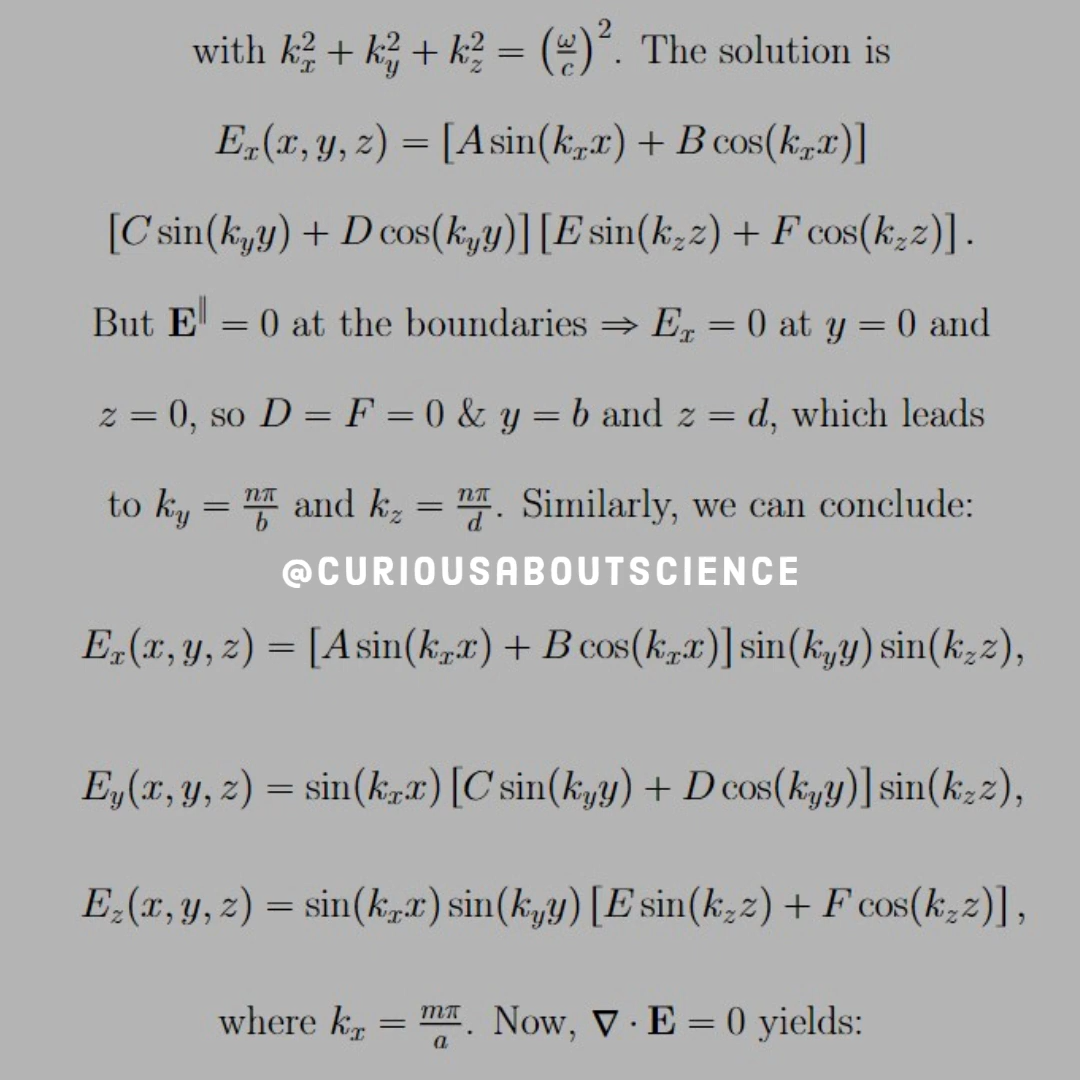 with k_x^2 + k_y^2 + k_z^2 = (ω/c)^2. The solution is
E_x(x, y, z) = [A sin(k_x x) + B cos(k_x x)]
[C sin(k_y y) + D cos(k_y y)] [E sin(k_z z) + F cos(k_z z)].
But E^∥ = 0 at the boundaries ⇒ E_x = 0 at y = 0 and
z = 0, so D = F = 0 & y = b and z = d, which leads
to k_y = nπ/b and k_z = nπ/d. Similarly, we can conclude:
@CURIOUSABOUTSCIENCE
E_x(x, y, z) = [A sin(k_x x) + B cos(k_x x)] sin(k_y y) sin(k_z z),
E_y(x, y, z) = sin(k_x x) [C sin(k_y y) + D cos(k_y y)] sin(k_z z),
E_z(x, y, z) = sin(k_x x) sin(k_y y) [E sin(k_z z) + F cos(k_z z)],
where k_x = mπ/a. Now, ∇ · E = 0 yields: